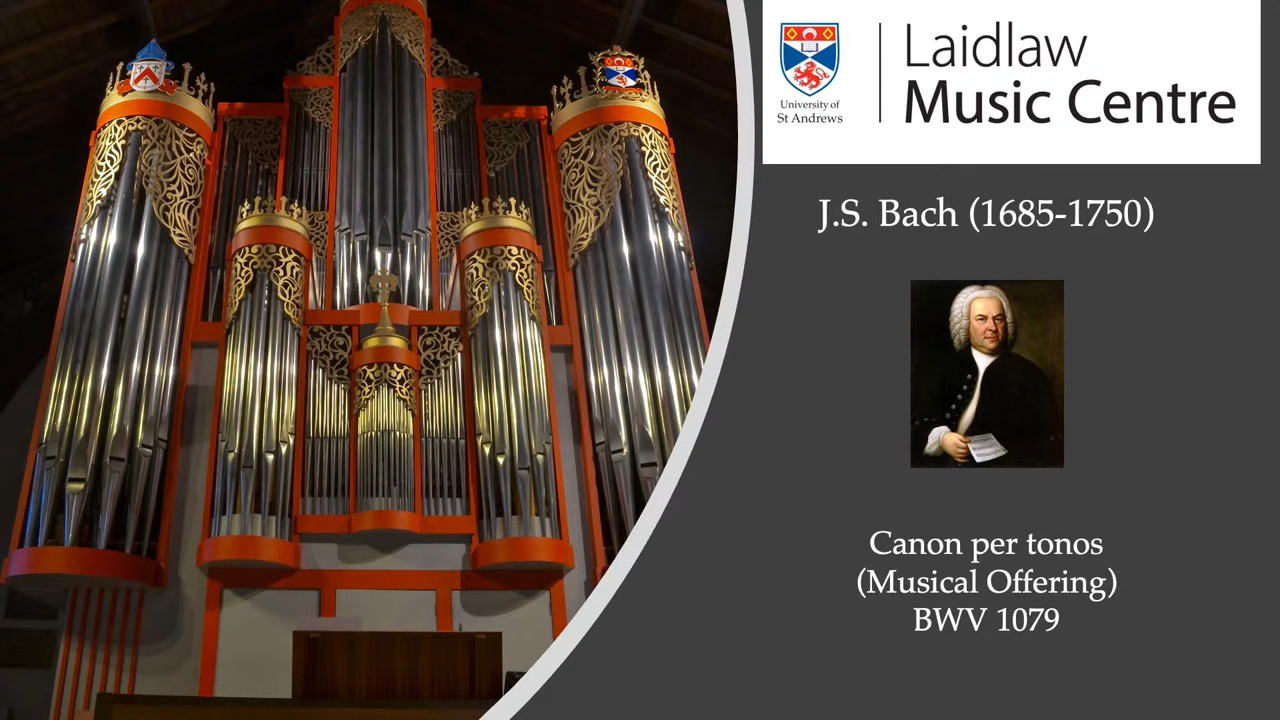 University of
St Andrews
Laidlaw
Music Centre
J.S. Bach (1685-1750)
Canon per tonos
(Musical Offering)
BWV 1079